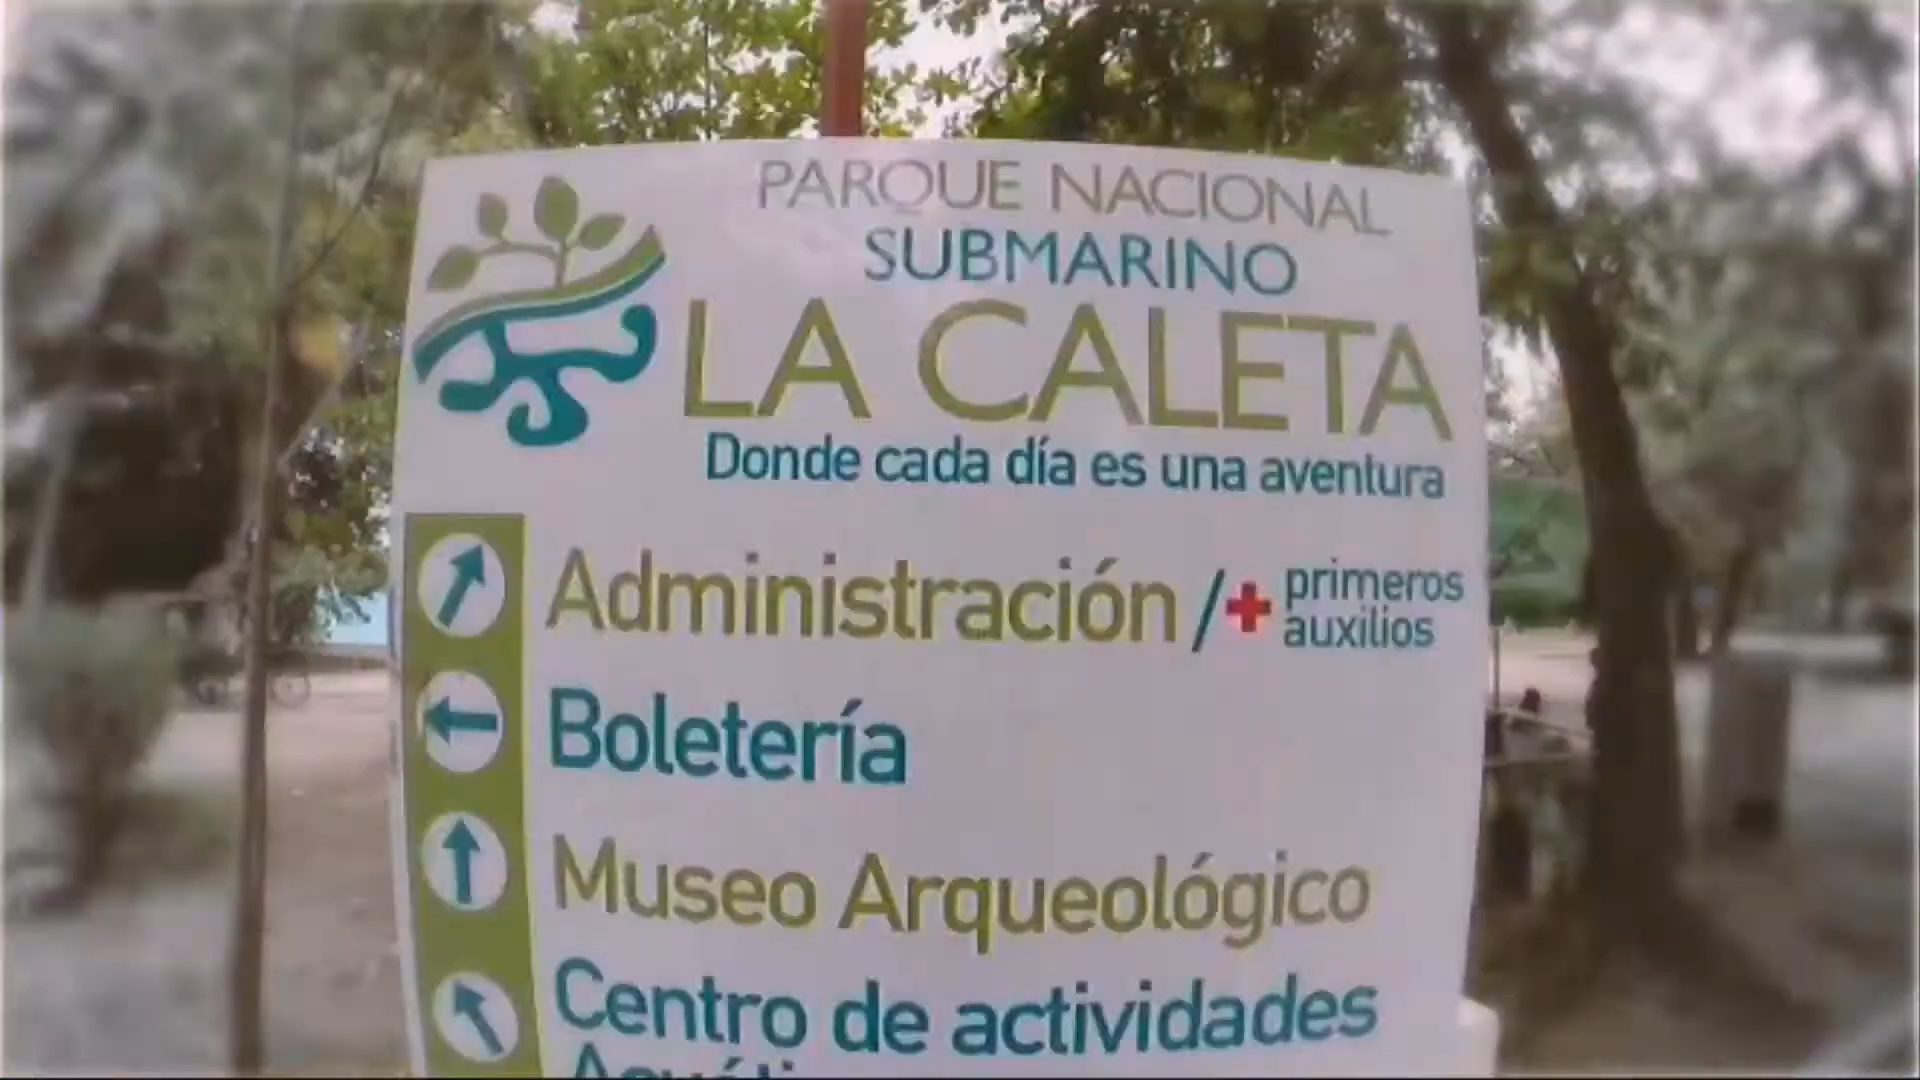 PARQUE NACIONAL
SUBMARINO
LA CALETA
Donde cada día es una aventura
Administración / + primeros
auxilios
Boletería
Museo Arqueológico
Centro de actividades